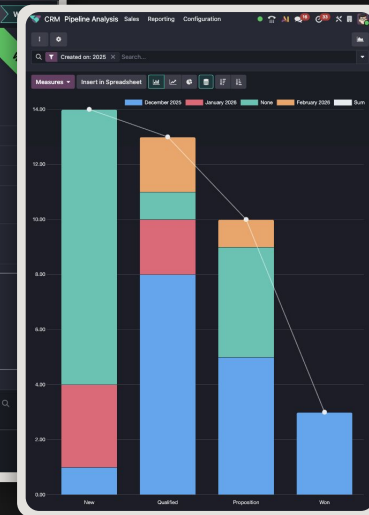 CRM Pipeline Analysis Sales Reporting Configuration
Created on: 2025 × Search...
Measures Insert in Spreadsheet
December 2025 January 2026 None February 2026 Sum
14.00
12.00
10.00
8.00
6.00
4.00
2.00
0.00
New Qualified Proposition Won